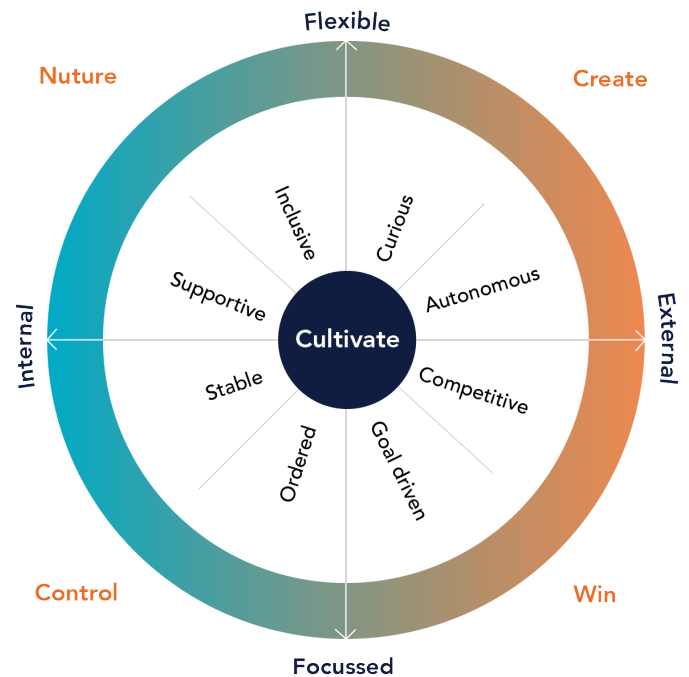 Flexible
Nuture
Create
Inclusive
Curious
Supportive
Autonomous
Internal
Cultivate
External
Stable
Competitive
Ordered
Goal driven
Control
Win
Focussed